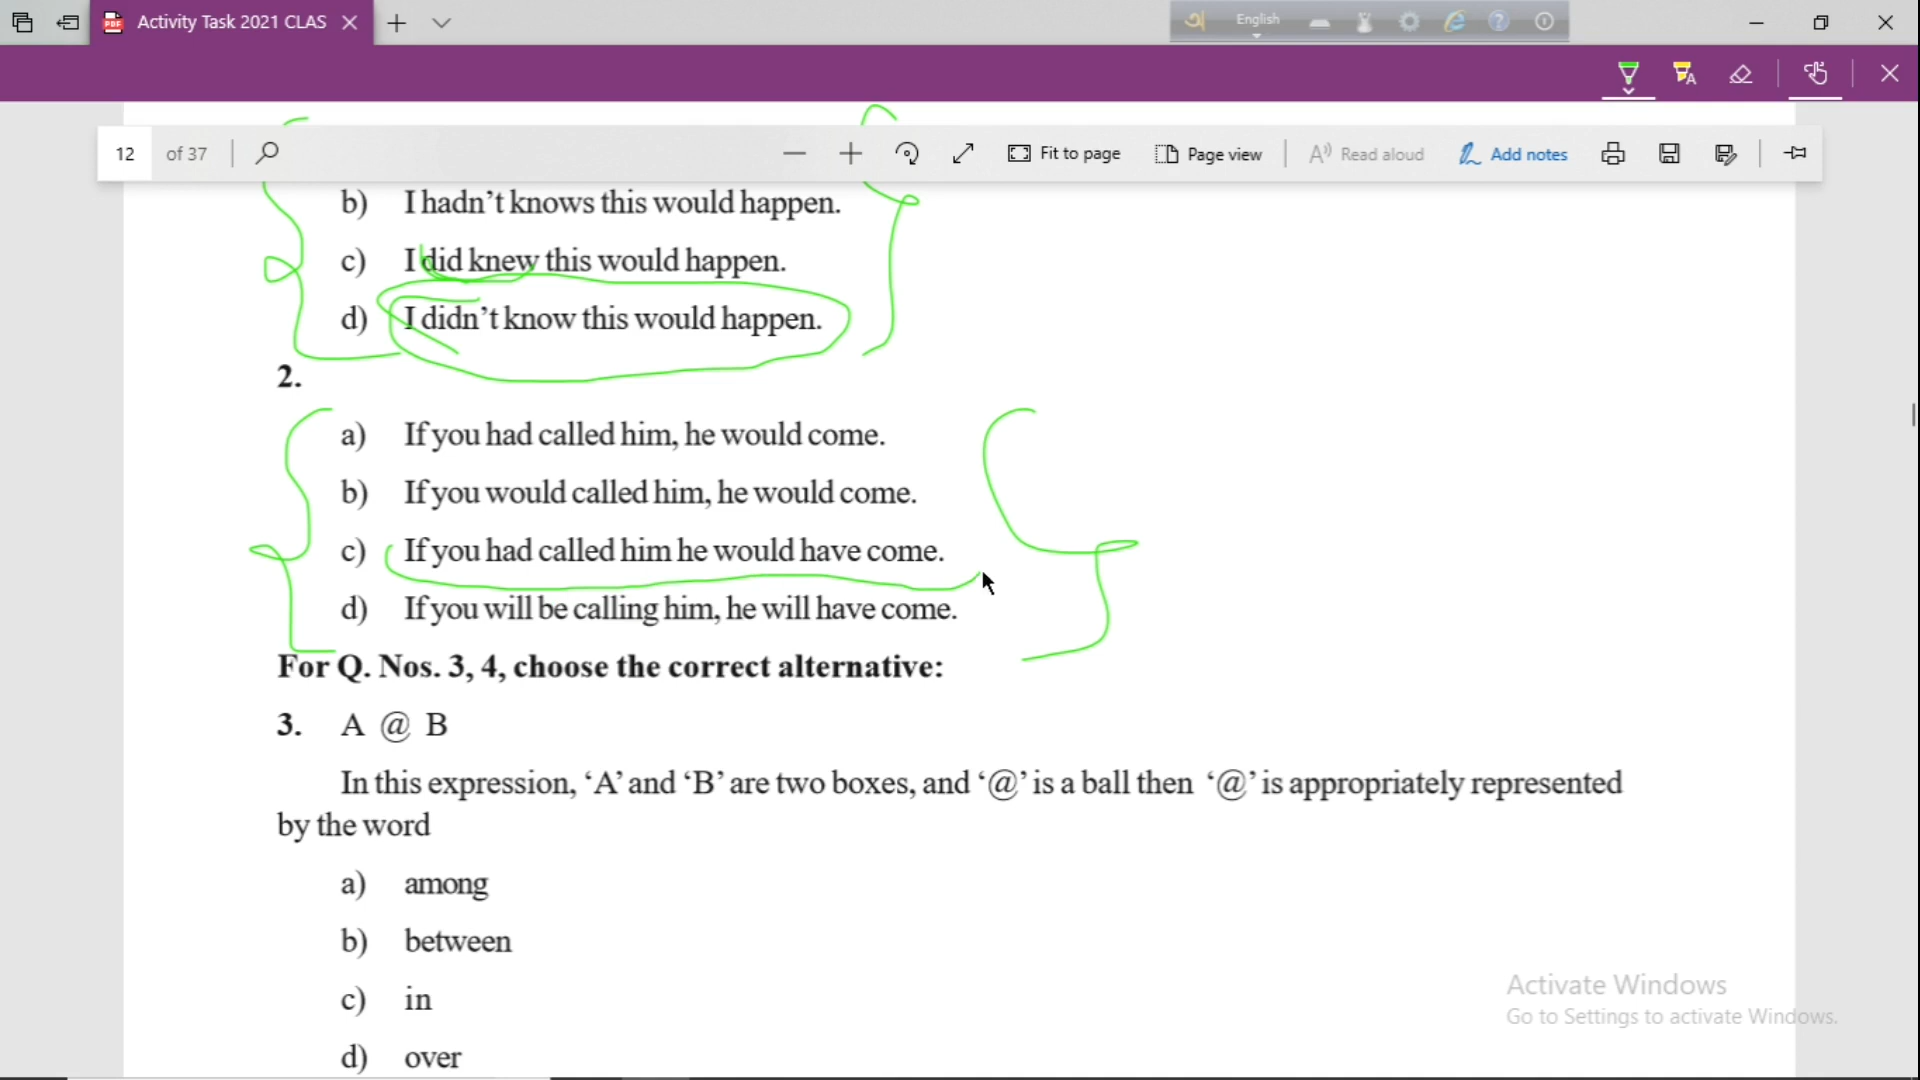 Activity Task 2021 CLAS
English
12 of 37
Fit to page
Page view
Read aloud
Add notes
b) I hadn't knows this would happen.
c) I did knew this would happen.
d) I didn't know this would happen.
2.
a) If you had called him, he would come.
b) If you would called him, he would come.
c) If you had called him he would have come.
d) If you will be calling him, he will have come.
For Q. Nos. 3, 4, choose the correct alternative:
3. A @ B
In this expression, ‘A’ and ‘B’ are two boxes, and ‘@’ is a ball then ‘@’ is appropriately represented
by the word
a) among
b) between
c) in
d) over
Activate Windows
Go to Settings to activate Windows.